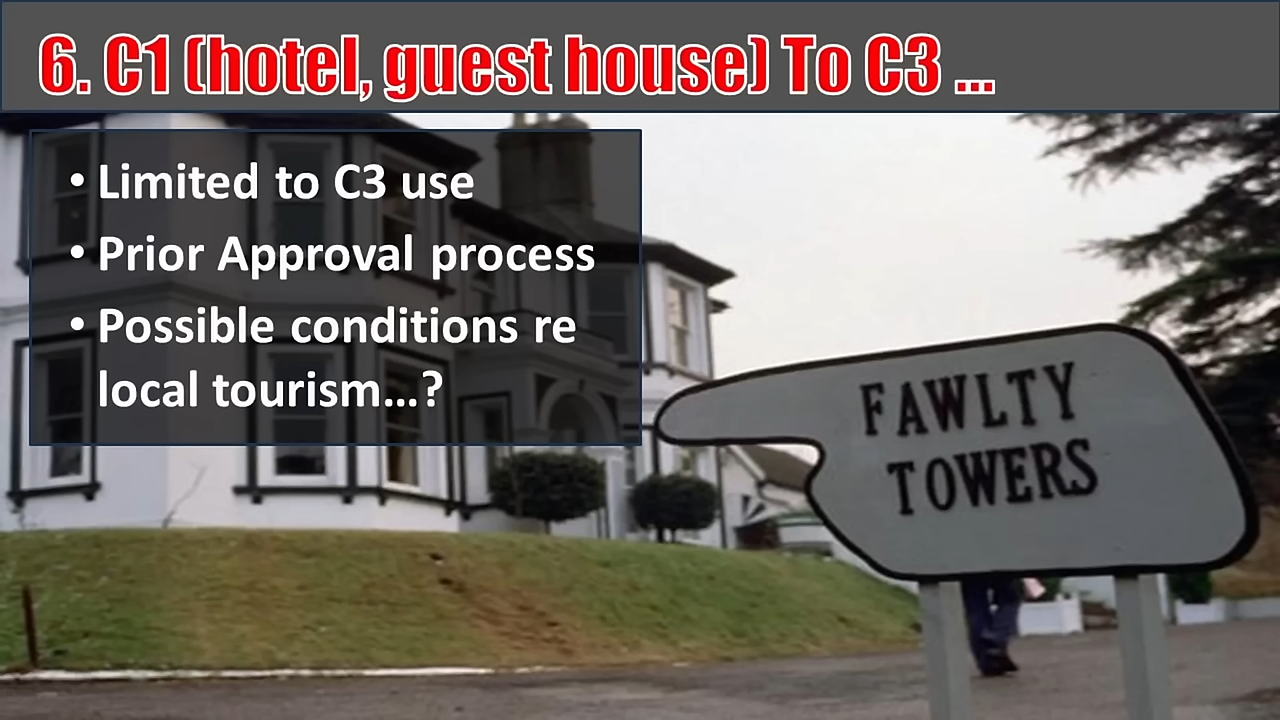 6. C1 (hotel, guest house) To C3 ...
• Limited to C3 use
• Prior Approval process
• Possible conditions re
local tourism...?
FAWLTY
TOWERS